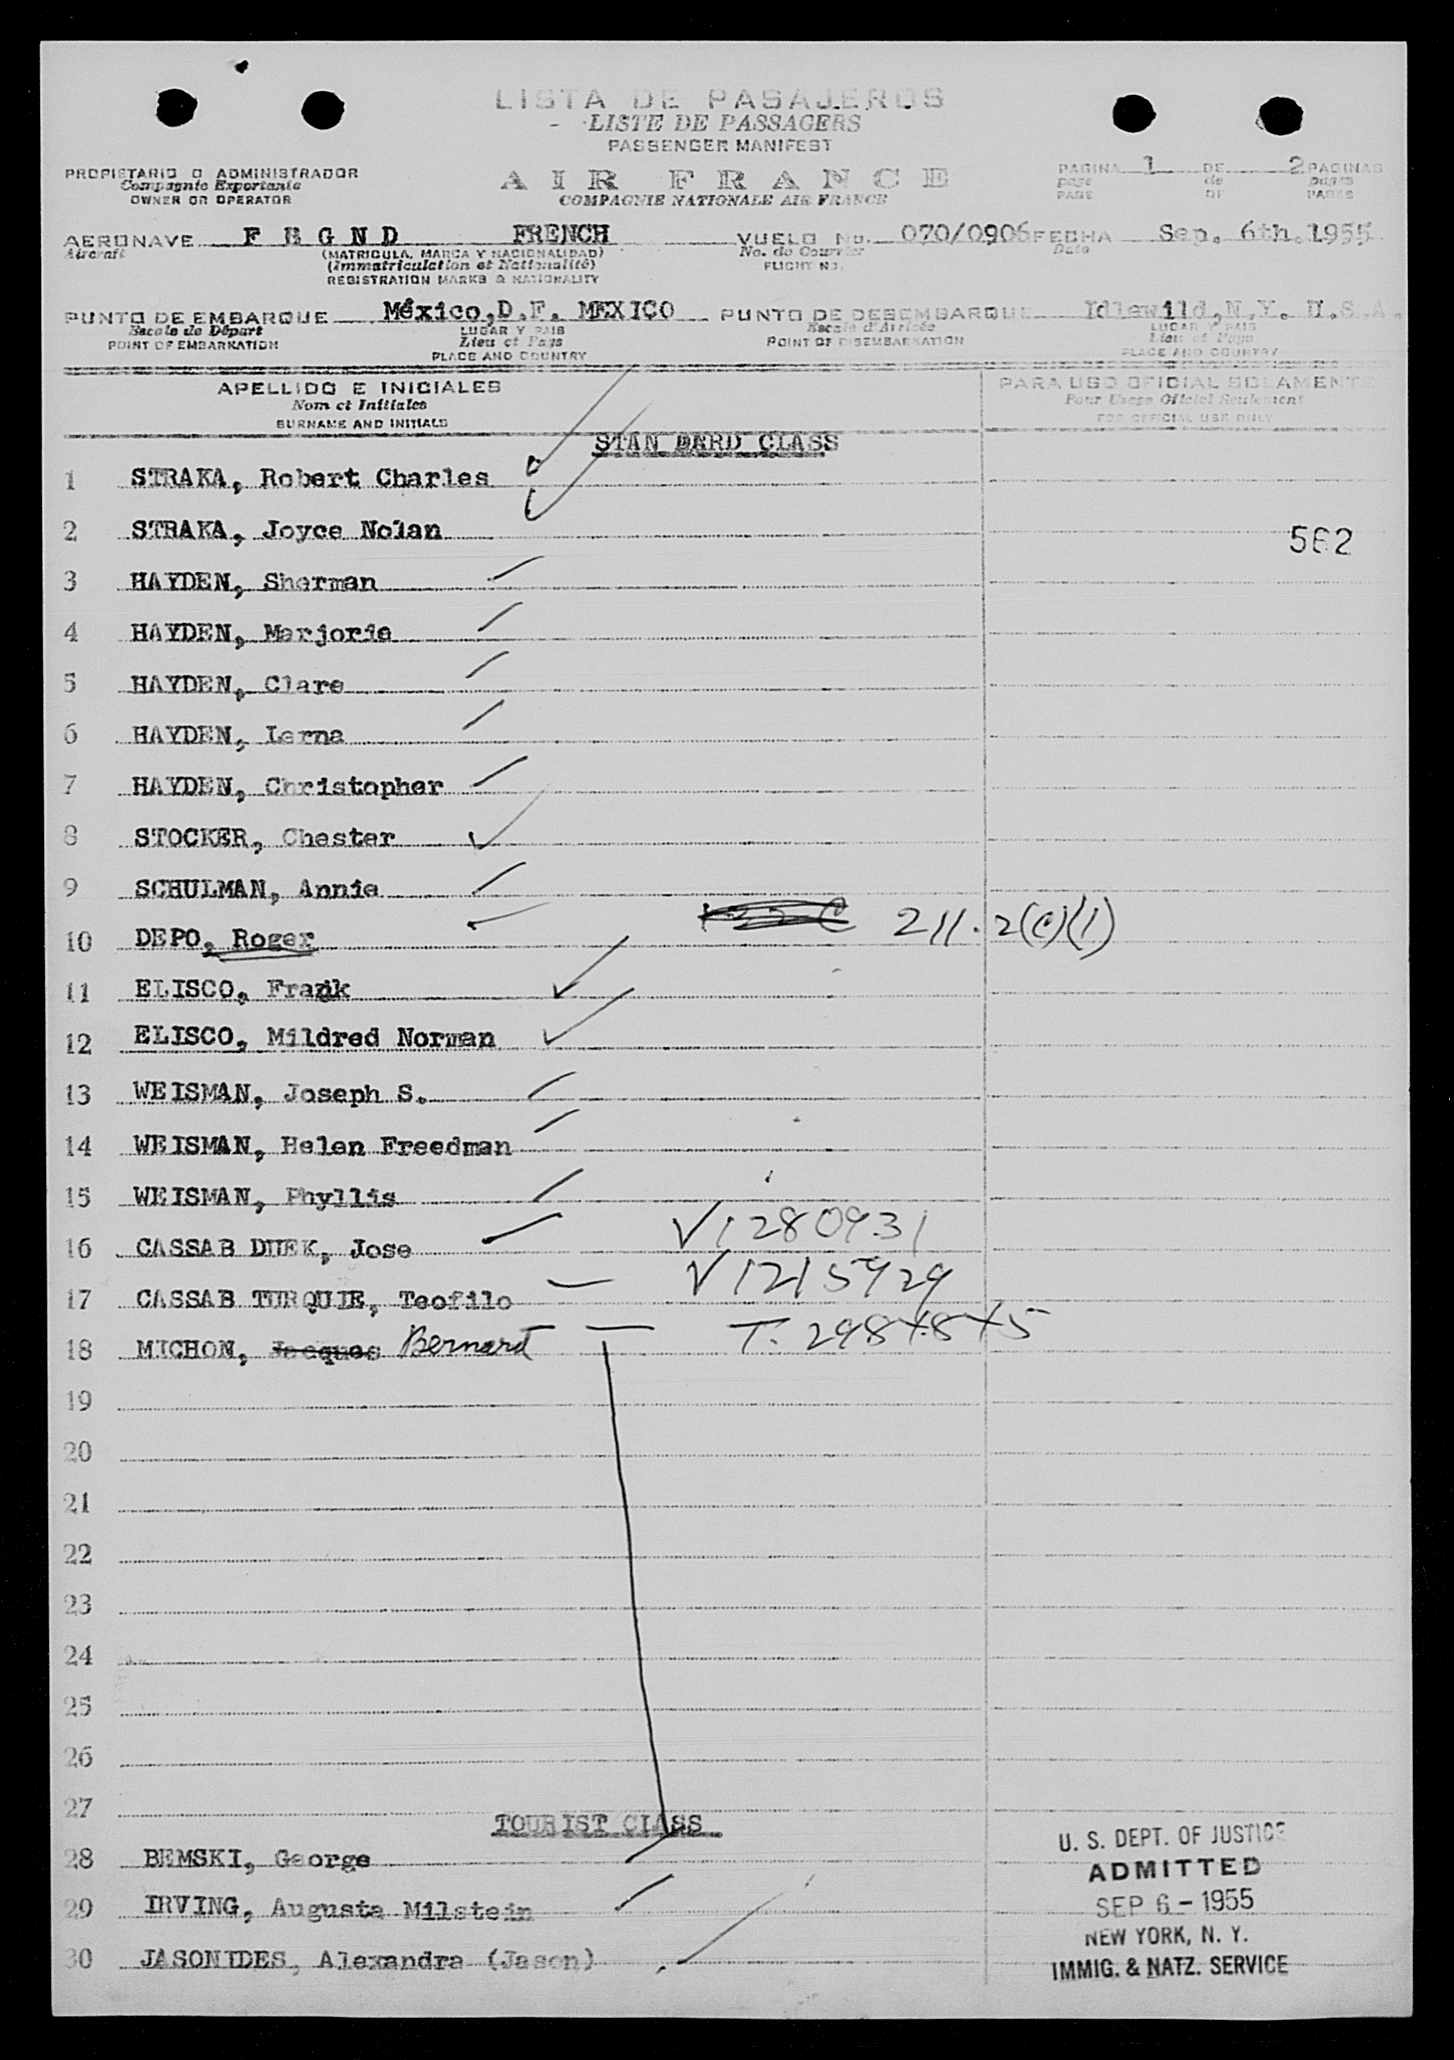 LISTA DE PASAJEROS
LISTE DE PASSAGERS
PASSENGER MANIFEST
PROPIETARIO O ADMINISTRADOR
Compagnie Exportante
OWNER OR OPERATOR
AIR FRANCE
COMPAGNIE NATIONALE AIR FRANCE
PAGINA 1 DE 2 PAGINAS
page de pages
PAGE OF PAGES
AERONAVE F B G N D FRENCH VUELO No. 070/0906 FECHA Sep. 6th. 1955
Aircraft (MATRICULA, MARCA Y NACIONALIDAD) No. de Courrier Date
(Immatriculation et Nationalité) FLIGHT No.
REGISTRATION MARKS & NATIONALITY
PUNTO DE EMBARQUE México, D.F. MEXICO PUNTO DE DESEMBARQUE Idlewild, N.Y. U.S.A.
Escale de Départ LUGAR Y PAIS Escale d'Arrivée LUGAR Y PAIS
POINT OF EMBARKATION Lieu et Pays POINT OF DISEMBARKATION Lieu et Pays
PLACE AND COUNTRY PLACE AND COUNTRY
APELLIDO E INICIALES PARA USO OFICIAL SOLAMENTE
Nom et Initiales Pour Usage Officiel Seulement
SURNAME AND INITIALS FOR OFFICIAL USE ONLY
STANDARD CLASS
1 STRAKA, Robert Charles
2 STRAKA, Joyce Nolan 562
3 HAYDEN, Sherman
4 HAYDEN, Marjorie
5 HAYDEN, Clare
6 HAYDEN, Lerna
7 HAYDEN, Christopher
8 STOCKER, Chester
9 SCHULMAN, Annie
10 DEPO, Roger 211.2(c)(1)
11 ELISCO, Frank
12 ELISCO, Mildred Norman
13 WEISMAN, Joseph S.
14 WEISMAN, Helen Freedman
15 WEISMAN, Phyllis
16 CASSAB DUEK, Jose V1280931
17 CASSAB TURQUIE, Teofilo V1215929
18 MICHON, Jacques Bernard T.
19
20
21
22
23
24
25
26
27
TOURIST CLASS
28 BEMSKI, George
29 IRVING, Augusta Milstein
30 JASONIDES, Alexandra (Jason)
U. S. DEPT. OF JUSTICE
ADMITTED
SEP 6 - 1955
NEW YORK, N. Y.
IMMIG. & NATZ. SERVICE